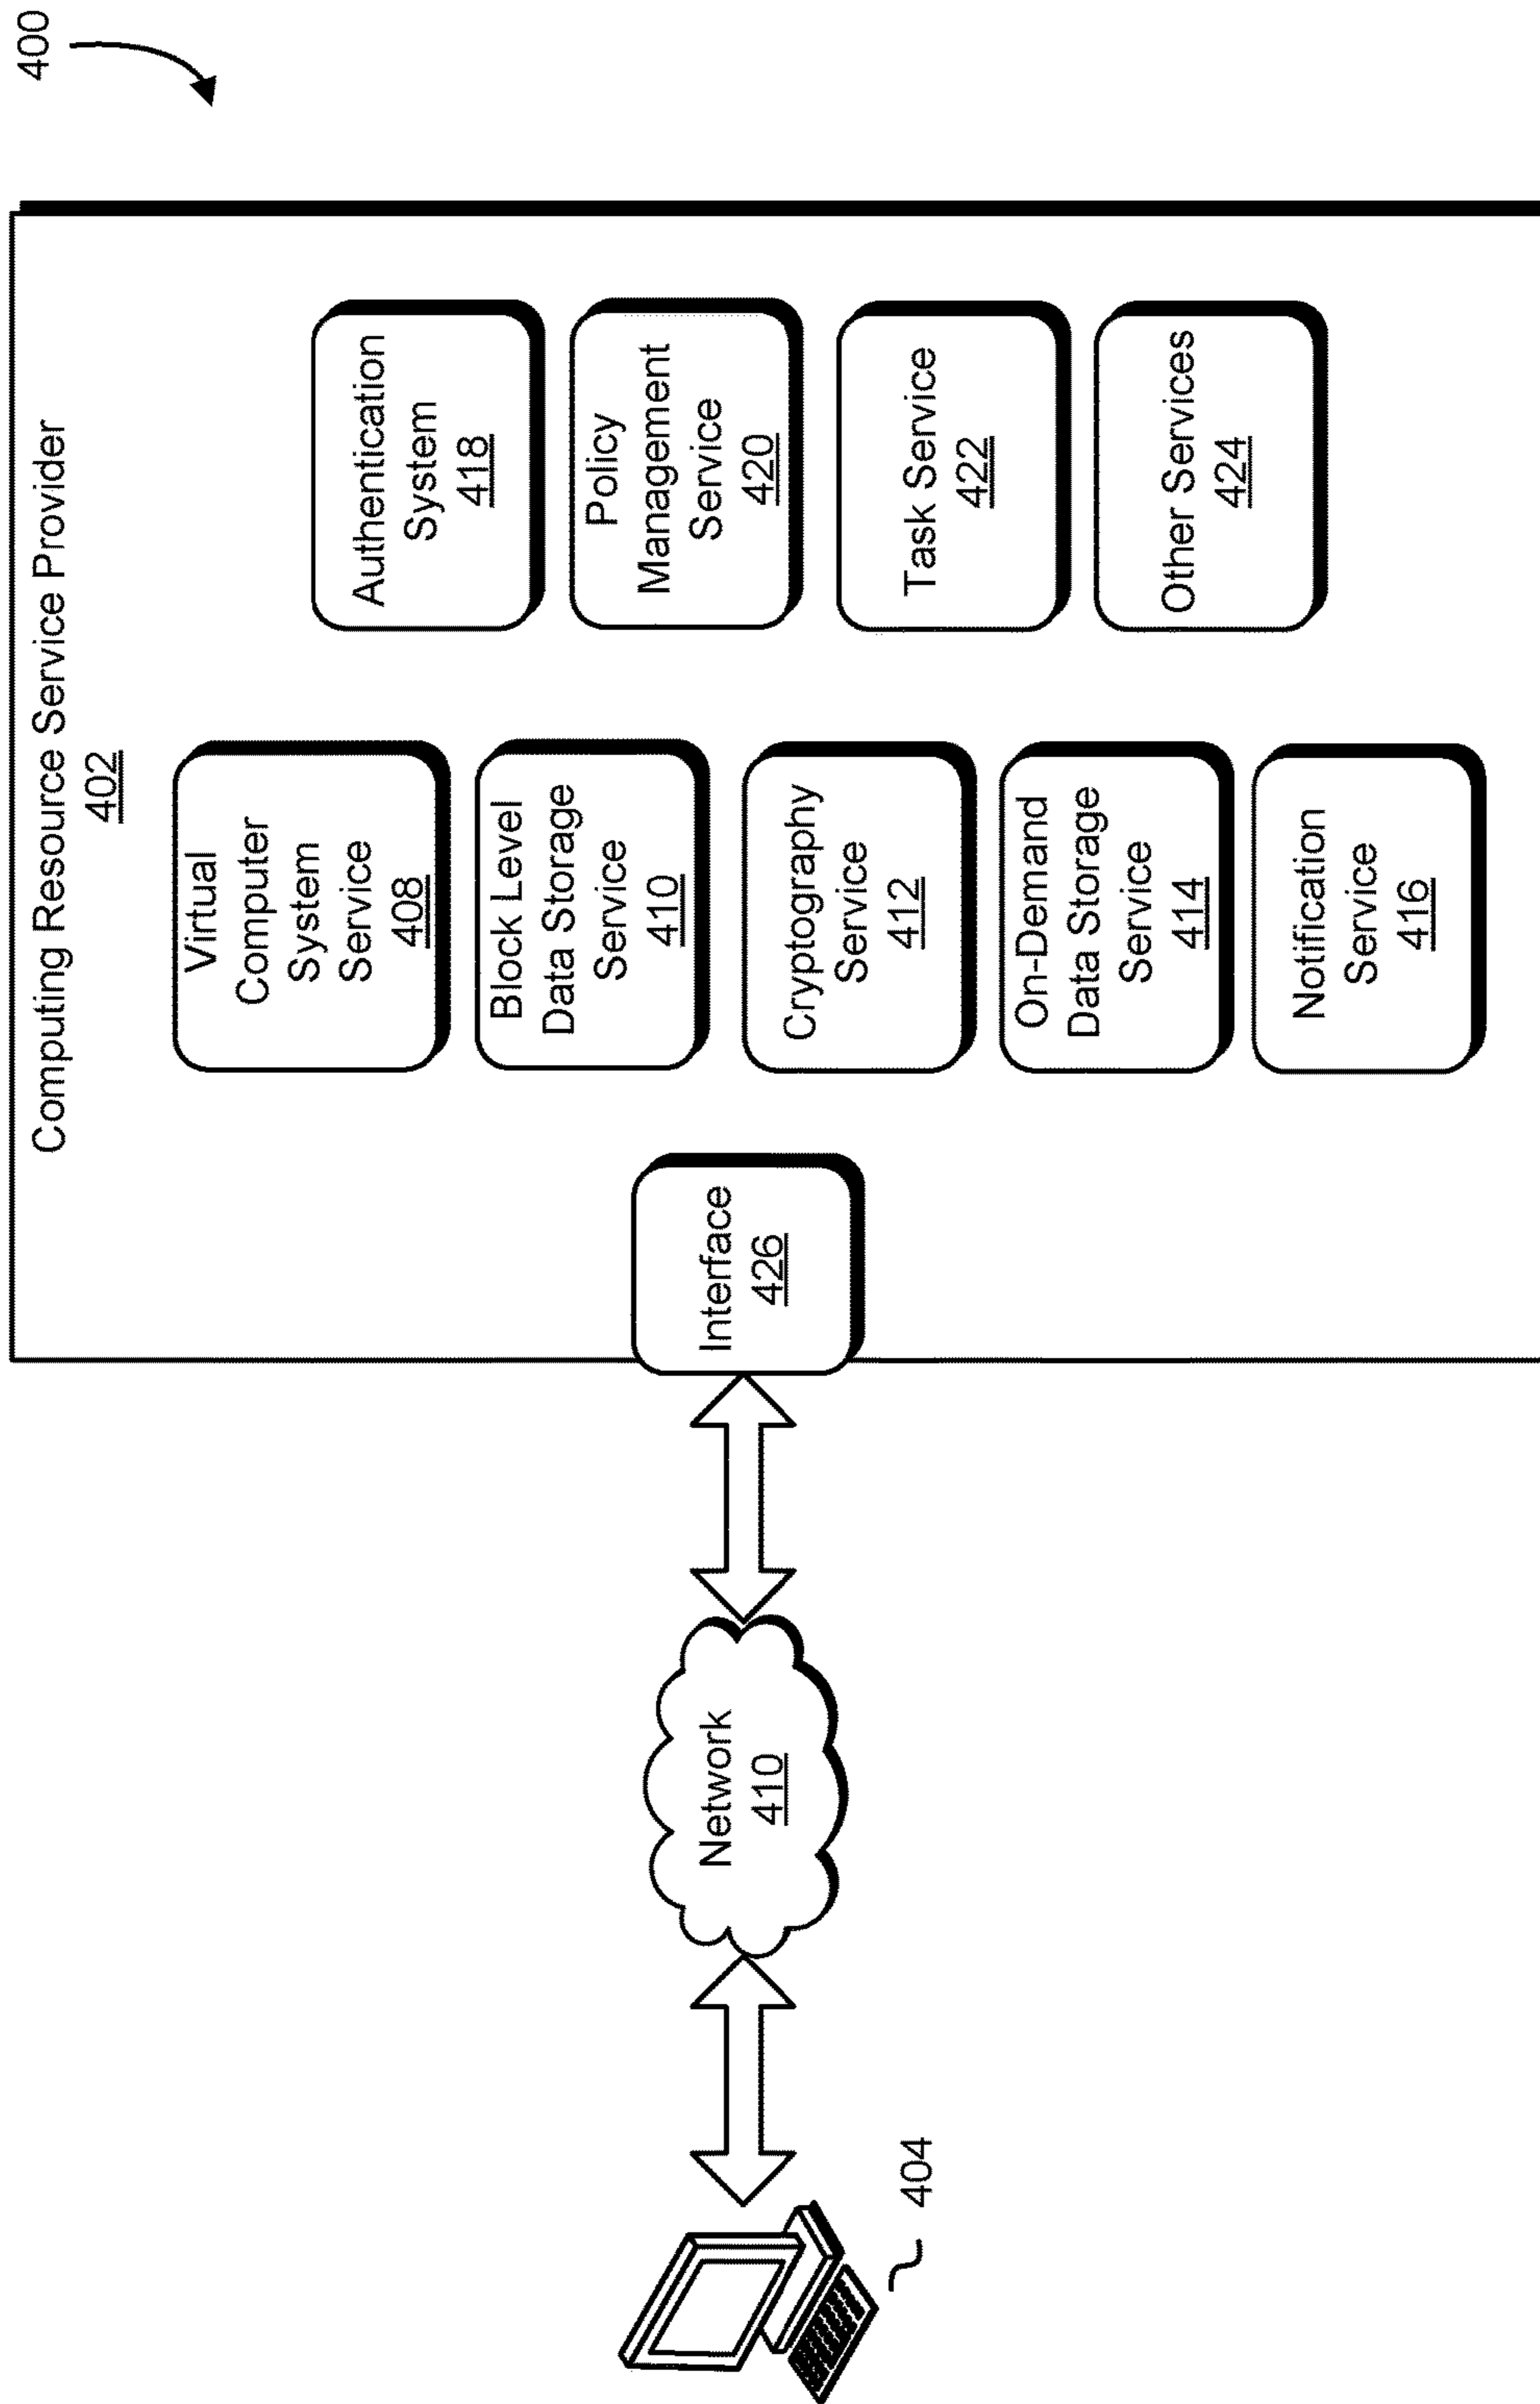 400
Computing Resource Service Provider
402
Virtual
Computer
System
Service
408
Block Level
Data Storage
Service
410
Cryptography
Service
412
On-Demand
Data Storage
Service
414
Notification
Service
416
Authentication
System
418
Policy
Management
Service
420
Task Service
422
Other Services
424
Interface
426
Network
410
404